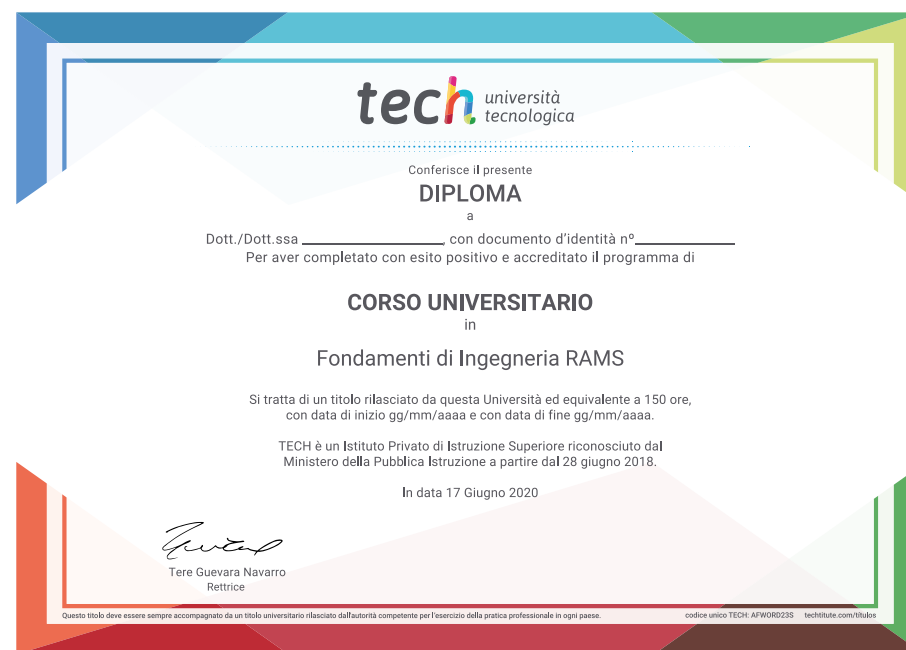 tech università
tecnologica
Conferisce il presente
DIPLOMA
a
Dott./Dott.ssa ____________________, con documento d'identità nº______________
Per aver completato con esito positivo e accreditato il programma di
CORSO UNIVERSITARIO
in
Fondamenti di Ingegneria RAMS
Si tratta di un titolo rilasciato da questa Università ed equivalente a 150 ore,
con data di inizio gg/mm/aaaa e con data di fine gg/mm/aaaa.
TECH è un Istituto Privato di Istruzione Superiore riconosciuto dal
Ministero della Pubblica Istruzione a partire dal 28 giugno 2018.
In data 17 Giugno 2020
Tere Guevara Navarro
Rettrice
Questo titolo deve essere sempre accompagnato da un titolo universitario rilasciato dall'autorità competente per l'esercizio della pratica professionale in ogni paese. codice unico TECH: AFWORD23S techtitute.com/títulos